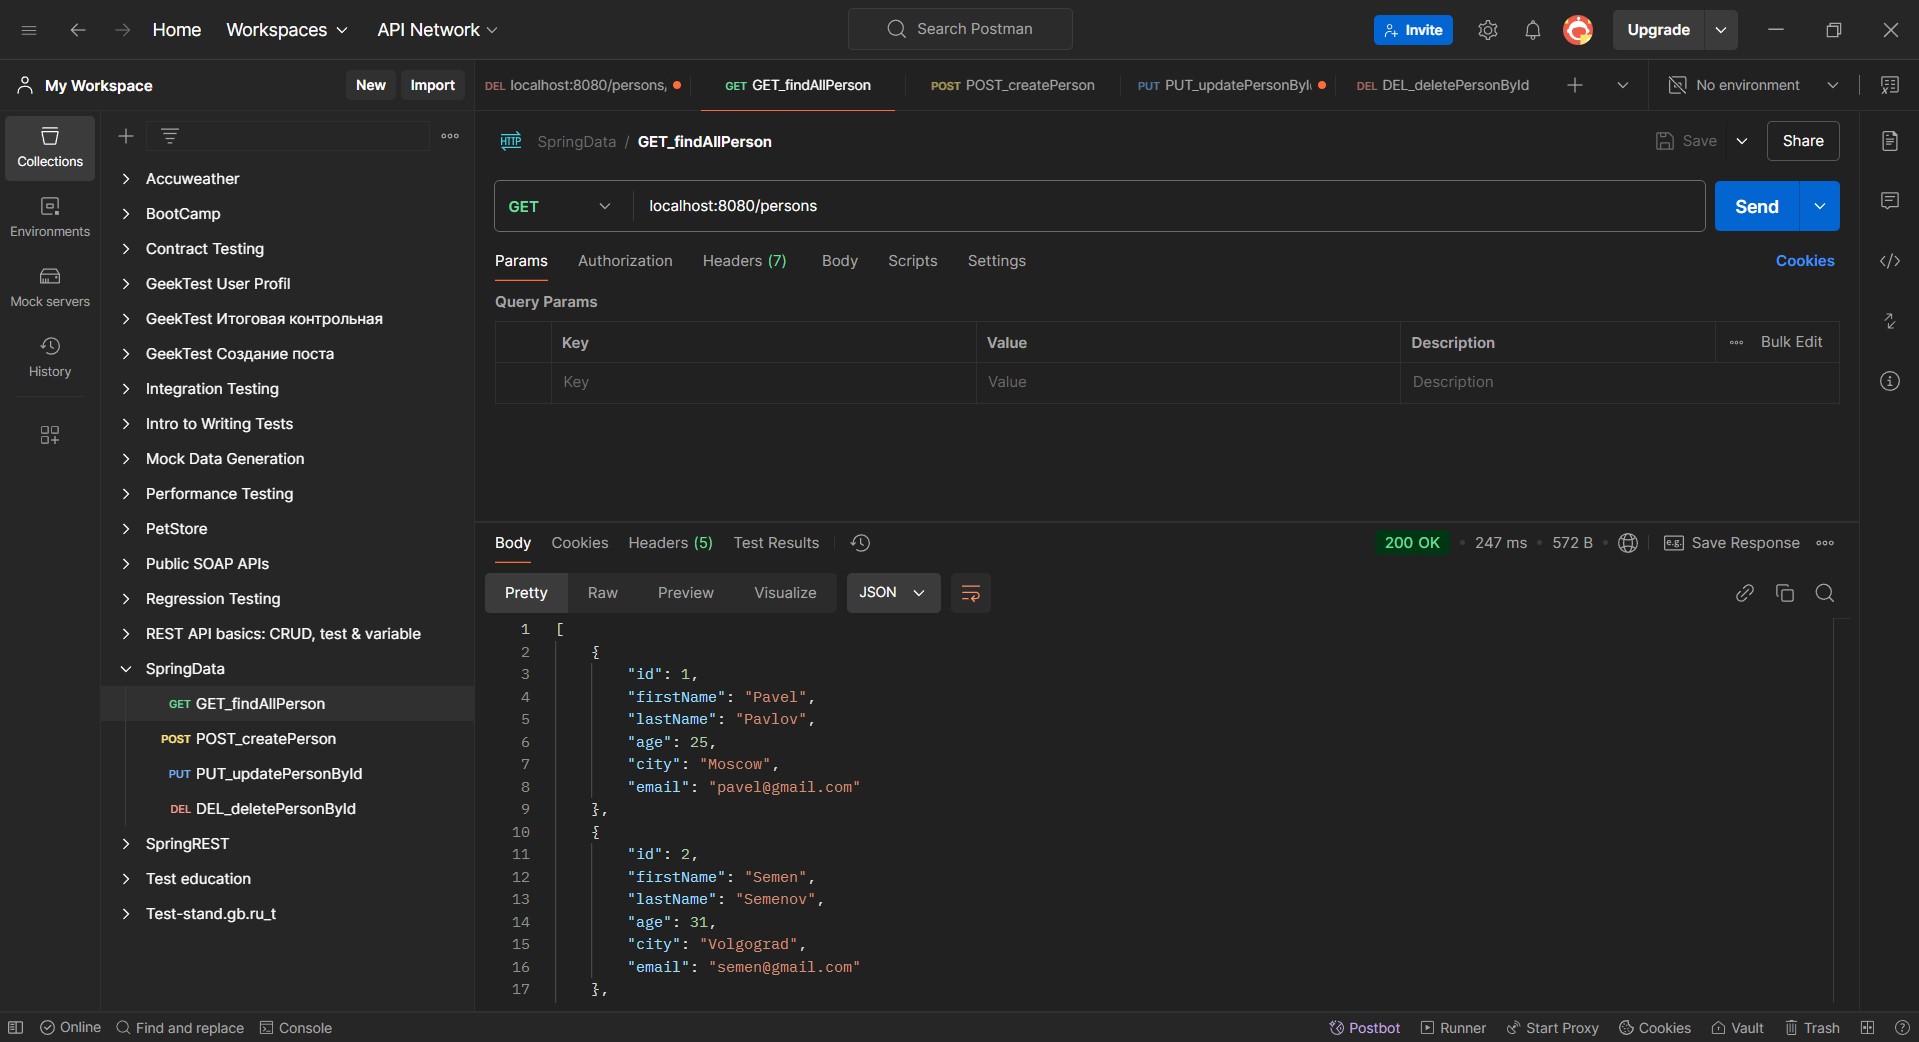 Home Workspaces API Network Search Postman Invite Upgrade
My Workspace New Import DEL localhost:8080/persons, GET GET_findAllPerson POST POST_createPerson PUT PUT_updatePersonById DEL DEL_deletePersonById No environment
Collections
Environments
Mock servers
History
Accuweather
BootCamp
Contract Testing
GeekTest User Profil
GeekTest Итоговая контрольная
GeekTest Создание поста
Integration Testing
Intro to Writing Tests
Mock Data Generation
Performance Testing
PetStore
Public SOAP APIs
Regression Testing
REST API basics: CRUD, test & variable
SpringData
GET GET_findAllPerson
POST POST_createPerson
PUT PUT_updatePersonById
DEL DEL_deletePersonById
SpringREST
Test education
Test-stand.gb.ru_t
HTTP SpringData / GET_findAllPerson Save Share
GET localhost:8080/persons Send
Params Authorization Headers (7) Body Scripts Settings Cookies
Query Params
Key Value Description Bulk Edit
Key Value Description
Body Cookies Headers (5) Test Results 200 OK 247 ms 572 B e.g. Save Response
Pretty Raw Preview Visualize JSON
1 [
2 {
3 "id": 1,
4 "firstName": "Pavel",
5 "lastName": "Pavlov",
6 "age": 25,
7 "city": "Moscow",
8 "email": "pavel@gmail.com"
9 },
10 {
11 "id": 2,
12 "firstName": "Semen",
13 "lastName": "Semenov",
14 "age": 31,
15 "city": "Volgograd",
16 "email": "semen@gmail.com"
17 },
Online Find and replace Console Postbot Runner Start Proxy Cookies Vault Trash